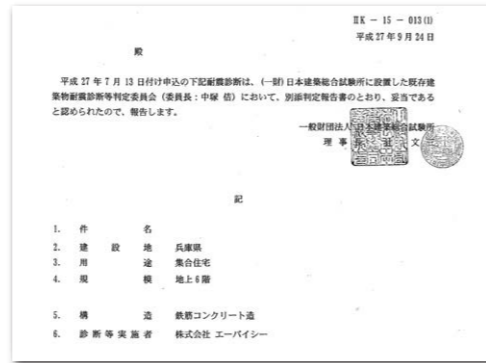 ⅡK － 15 － 013(1)
平成27年9月24日
殿
平成 27 年 7 月 13 日付け申込の下記耐震診断は、(一財)日本建築総合試験所に設置した既存建
築物耐震診断等判定委員会（委員長：中塚 佶）において、別添判定報告書のとおり、妥当である
と認められたので、報告します。
一般財団法人 日本建築総合試験所
理 事 長 辻 文
記
1. 件 名
2. 建 設 地 兵庫県
3. 用 途 集合住宅
4. 規 模 地上6階
5. 構 造 鉄筋コンクリート造
6. 診断等実施者 株式会社 エーバイシー